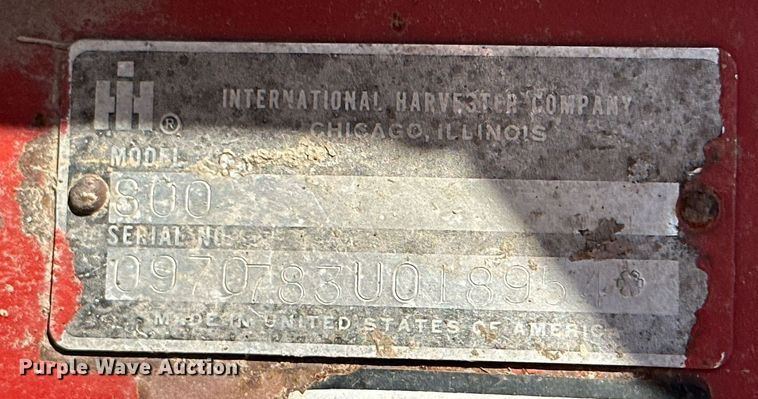 IH ®
INTERNATIONAL HARVESTER COMPANY
CHICAGO, ILLINOIS
MODEL
800
SERIAL NO.
0970783U018954
MADE IN UNITED STATES OF AMERICA
Purple Wave Auction